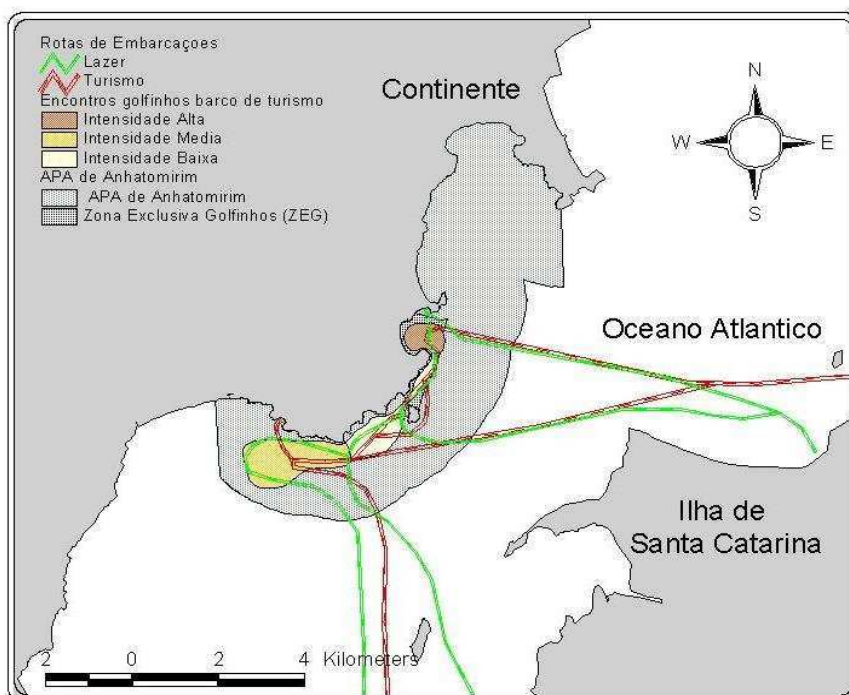 Rotas de Embarcaçoes
Lazer
Turismo
Encontros golfinhos barco de turismo
Intensidade Alta
Intensidade Media
Intensidade Baixa
APA de Anhatomirim
APA de Anhatomirim
Zona Exclusiva Golfinhos (ZEG)
Continente
N
W
E
S
Oceano Atlantico
Ilha de
Santa Catarina
2 0 2 4 Kilometers